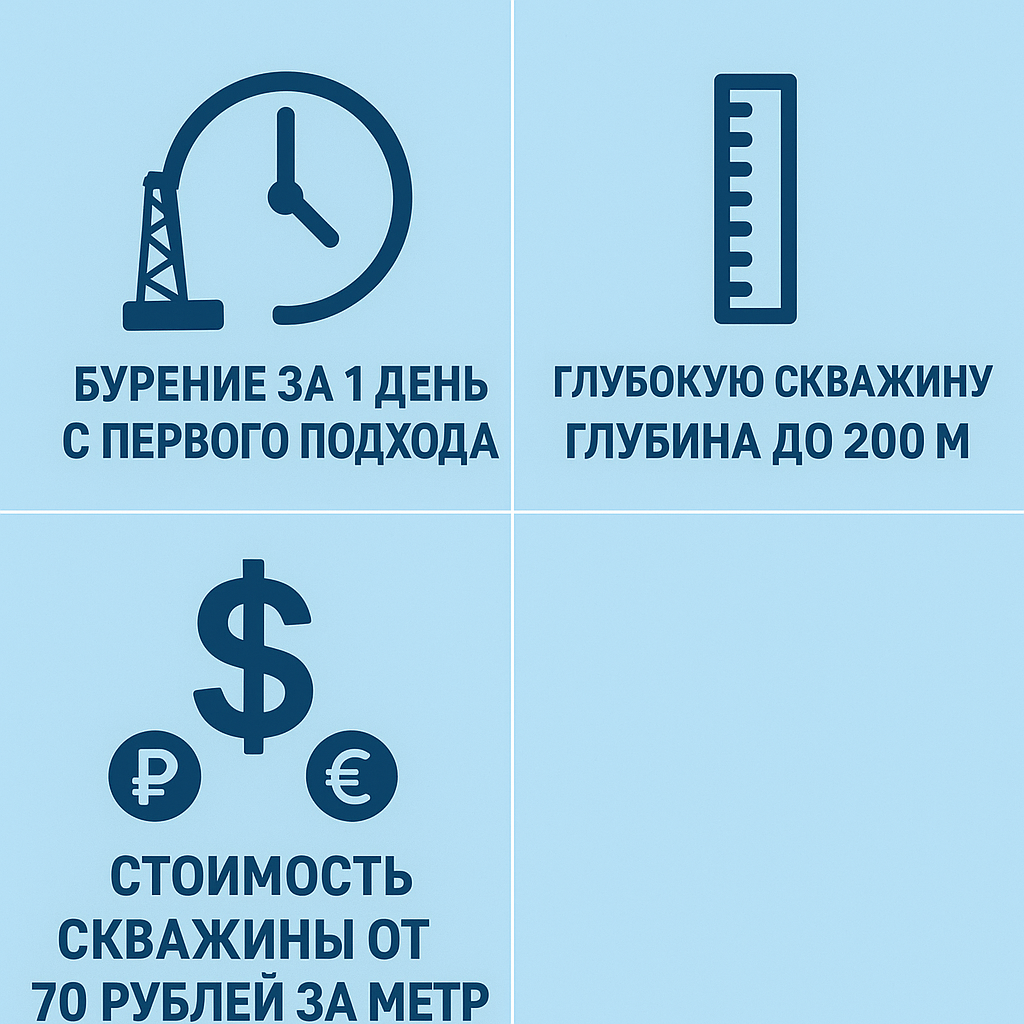 БУРЕНИЕ ЗА 1 ДЕНЬ
С ПЕРВОГО ПОДХОДА
ГЛУБОКУЮ СКВАЖИНУ
ГЛУБИНА ДО 200 М
$
₽ €
СТОИМОСТЬ
СКВАЖИНЫ ОТ
70 РУБЛЕЙ ЗА МЕТР